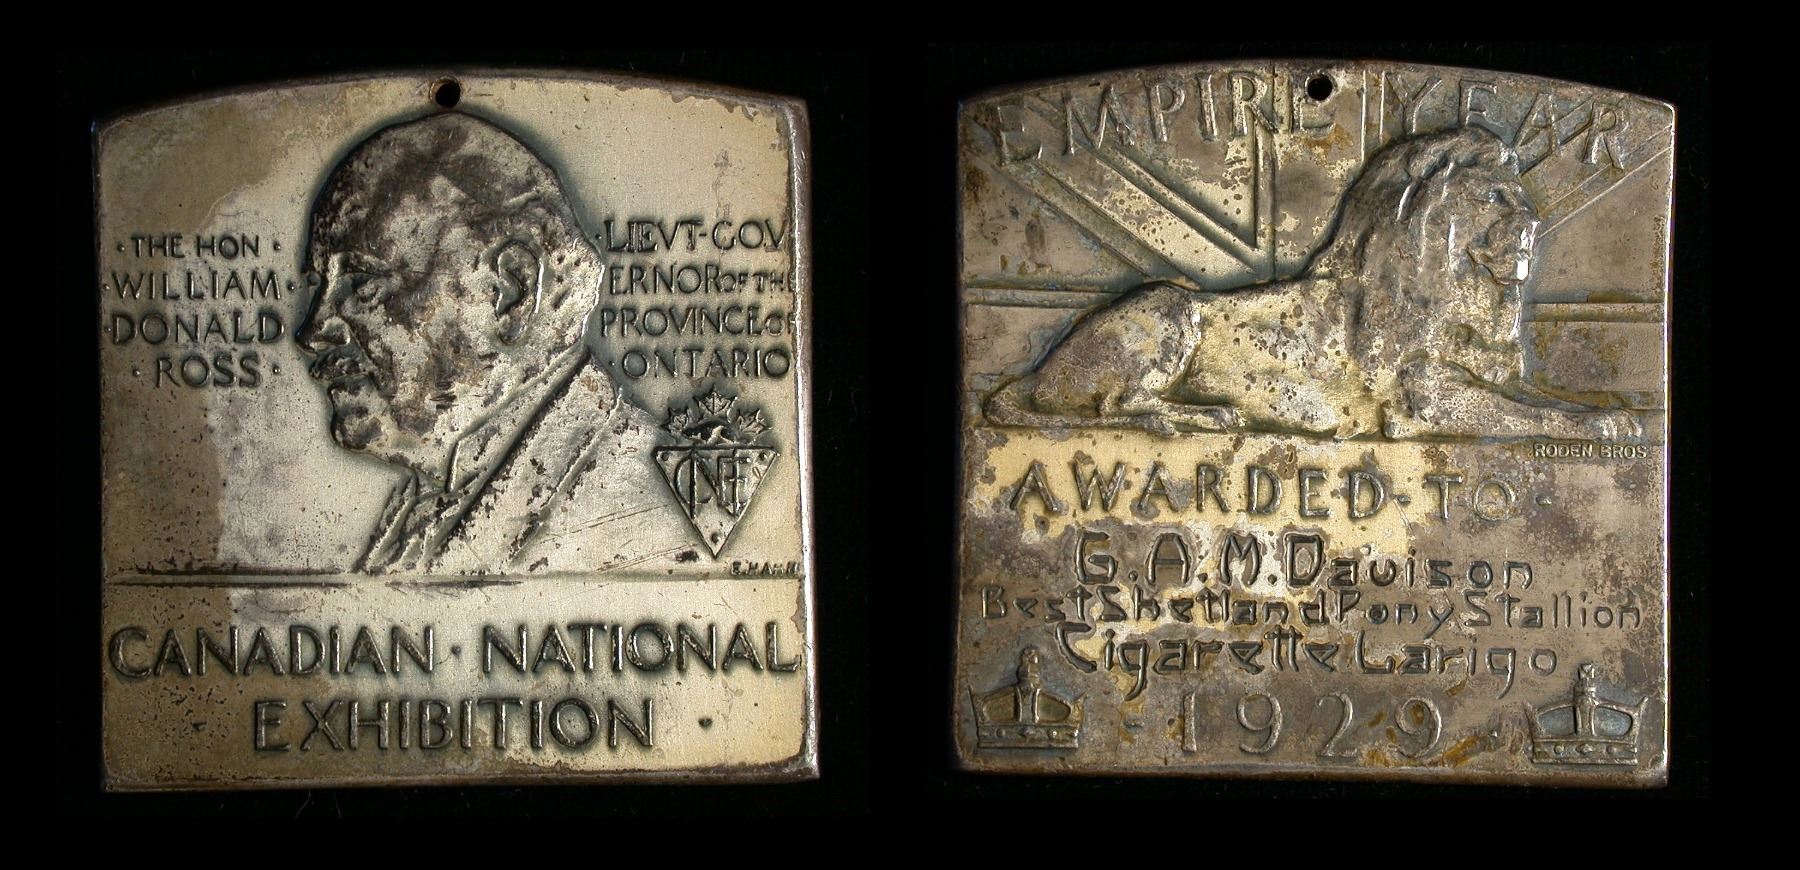 ·THE HON·
·WILLIAM·
·DONALD
·ROSS·
·LIEVT-GOV
ERNOR OF THE
PROVINCE OF
·ONTARIO
CNE
E. HAHN
CANADIAN · NATIONAL
EXHIBITION ·
EMPIRE YEAR
RODEN BROS
AWARDED · TO ·
G.A.M.Davison
Best Shetland Pony Stallion
Cigarette Larigo
· 1929 ·